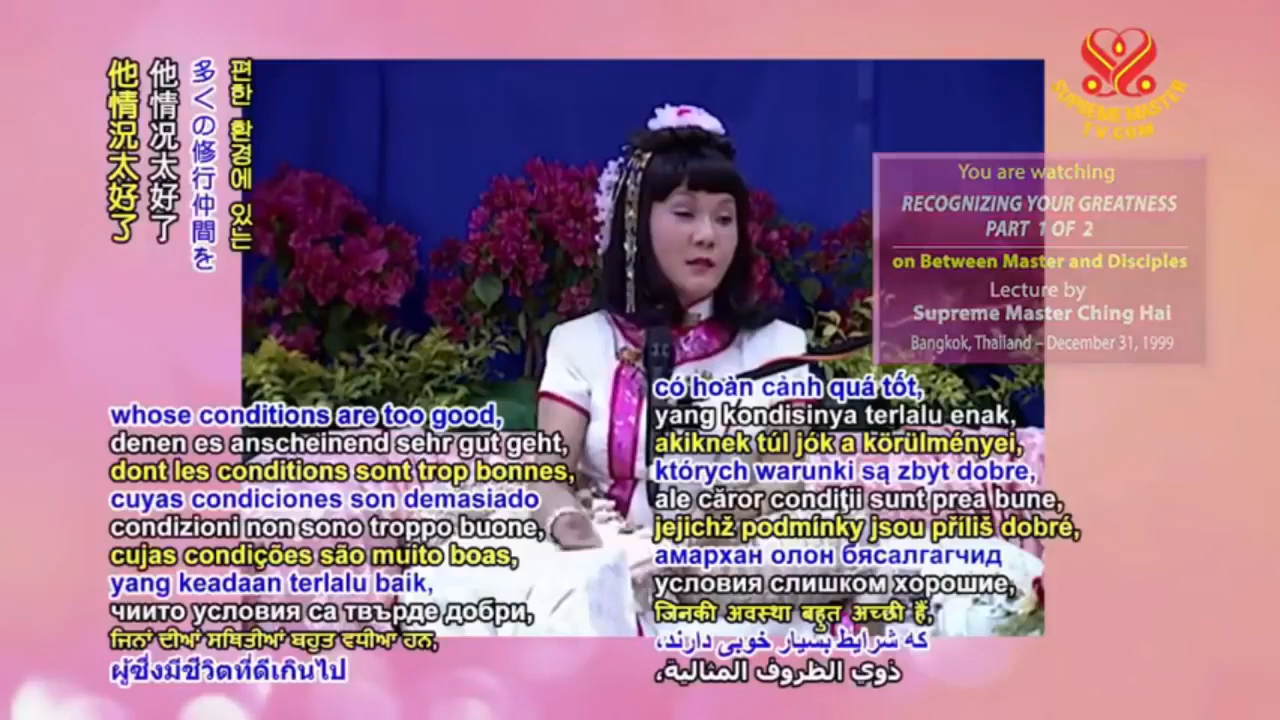 他情況太好了
他情况太好了
多くの修行仲間を
편한 환경에 있는
SUPREME MASTER
TV.COM
You are watching
RECOGNIZING YOUR GREATNESS
PART 1 OF 2
on Between Master and Disciples
Lecture by
Supreme Master Ching Hai
Bangkok, Thailand – December 31, 1999
whose conditions are too good,
denen es anscheinend sehr gut geht,
dont les conditions sont trop bonnes,
cuyas condiciones son demasiado
condizioni non sono troppo buone,
cujas condições são muito boas,
yang keadaan terlalu baik,
чиито условия са твърде добри,
ਜਿਨਾਂ ਦੀਆਂ ਸਥਿਤੀਆਂ ਬਹੁਤ ਵਧੀਆਂ ਹਨ,
ผู้ซึ่งมีชีวิตที่ดีเกินไป
có hoàn cảnh quá tốt,
yang kondisinya terlalu enak,
akiknek túl jók a körülményei,
których warunki są zbyt dobre,
ale căror condiţii sunt prea bune,
jejichž podmínky jsou příliš dobré,
амархан олон бясалгагчид
условия слишком хорошие,
जिनकी अवस्था बहुत अच्छी हैं,
که شرایط بسیار خوبی دارند،
ذوي الظروف المثالية،